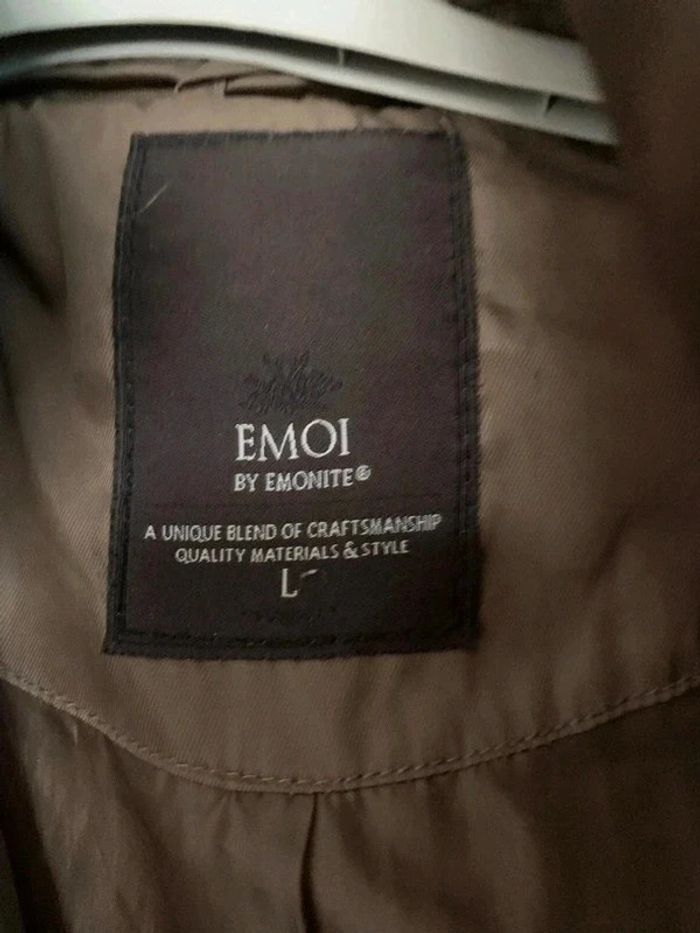 EMOI
BY EMONITE®
A UNIQUE BLEND OF CRAFTSMANSHIP
QUALITY MATERIALS & STYLE
L